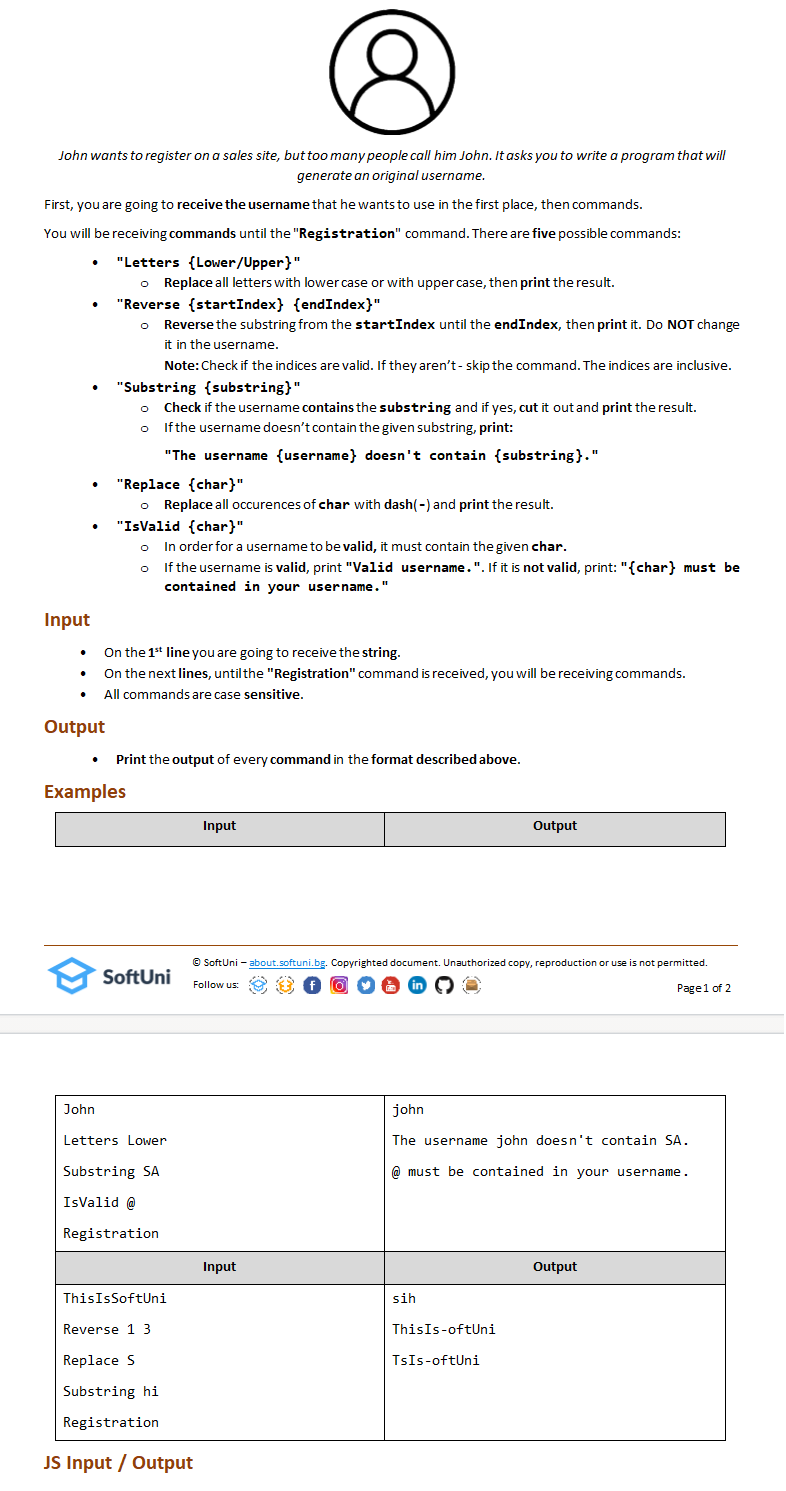 John wants to register on a sales site, but too many people call him John. It asks you to write a program that will
generate an original username.
First, you are going to receive the username that he wants to use in the first place, then commands.
You will be receiving commands until the "Registration" command. There are five possible commands:
• "Letters {Lower/Upper}"
o Replace all letters with lower case or with upper case, then print the result.
• "Reverse {startIndex} {endIndex}"
o Reverse the substring from the startIndex until the endIndex, then print it. Do NOT change
it in the username.
Note: Check if the indices are valid. If they aren't - skip the command. The indices are inclusive.
• "Substring {substring}"
o Check if the username contains the substring and if yes, cut it out and print the result.
o If the username doesn't contain the given substring, print:
"The username {username} doesn't contain {substring}."
• "Replace {char}"
o Replace all occurences of char with dash(-) and print the result.
• "IsValid {char}"
o In order for a username to be valid, it must contain the given char.
o If the username is valid, print "Valid username.". If it is not valid, print: "{char} must be
contained in your username."
Input
• On the 1st line you are going to receive the string.
• On the next lines, until the "Registration" command is received, you will be receiving commands.
• All commands are case sensitive.
Output
• Print the output of every command in the format described above.
Examples
Input Output
SoftUni
© SoftUni – about.softuni.bg. Copyrighted document. Unauthorized copy, reproduction or use is not permitted.
Follow us:
Page 1 of 2
John
Letters Lower
Substring SA
IsValid @
Registration
john
The username john doesn't contain SA.
@ must be contained in your username.
Input Output
ThisIsSoftUni
Reverse 1 3
Replace S
Substring hi
Registration
sih
ThisIs-oftUni
TsIs-oftUni
JS Input / Output